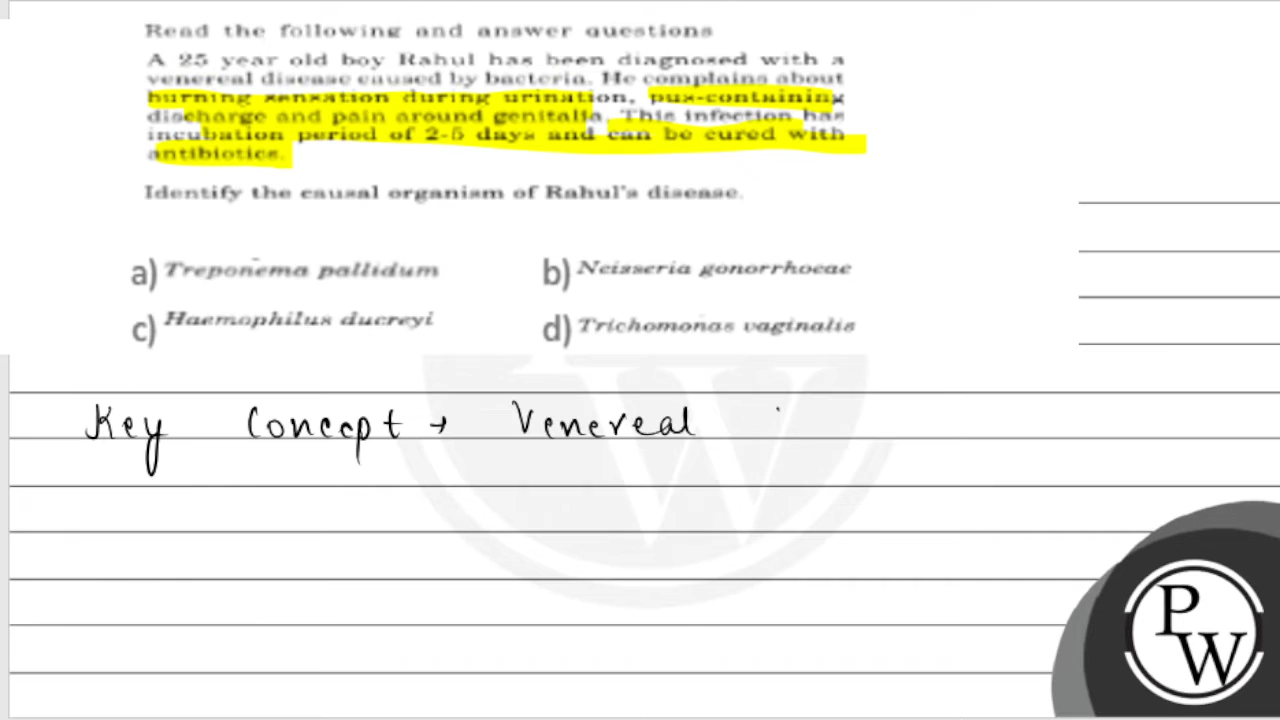 Read the following and answer questions
A 25 year old boy Rahul has been diagnosed with a
venereal disease caused by bacteria. He complains about
burning sensation during urination, pus-containing
discharge and pain around genitalia. This infection has
incubation period of 2-5 days and can be cured with
antibiotics.
Identify the causal organism of Rahul's disease.
a) Treponema pallidum
b) Neisseria gonorrhoeae
c) Haemophilus ducreyi
d) Trichomonas vaginalis
Key Concept → Venereal
W
P
W